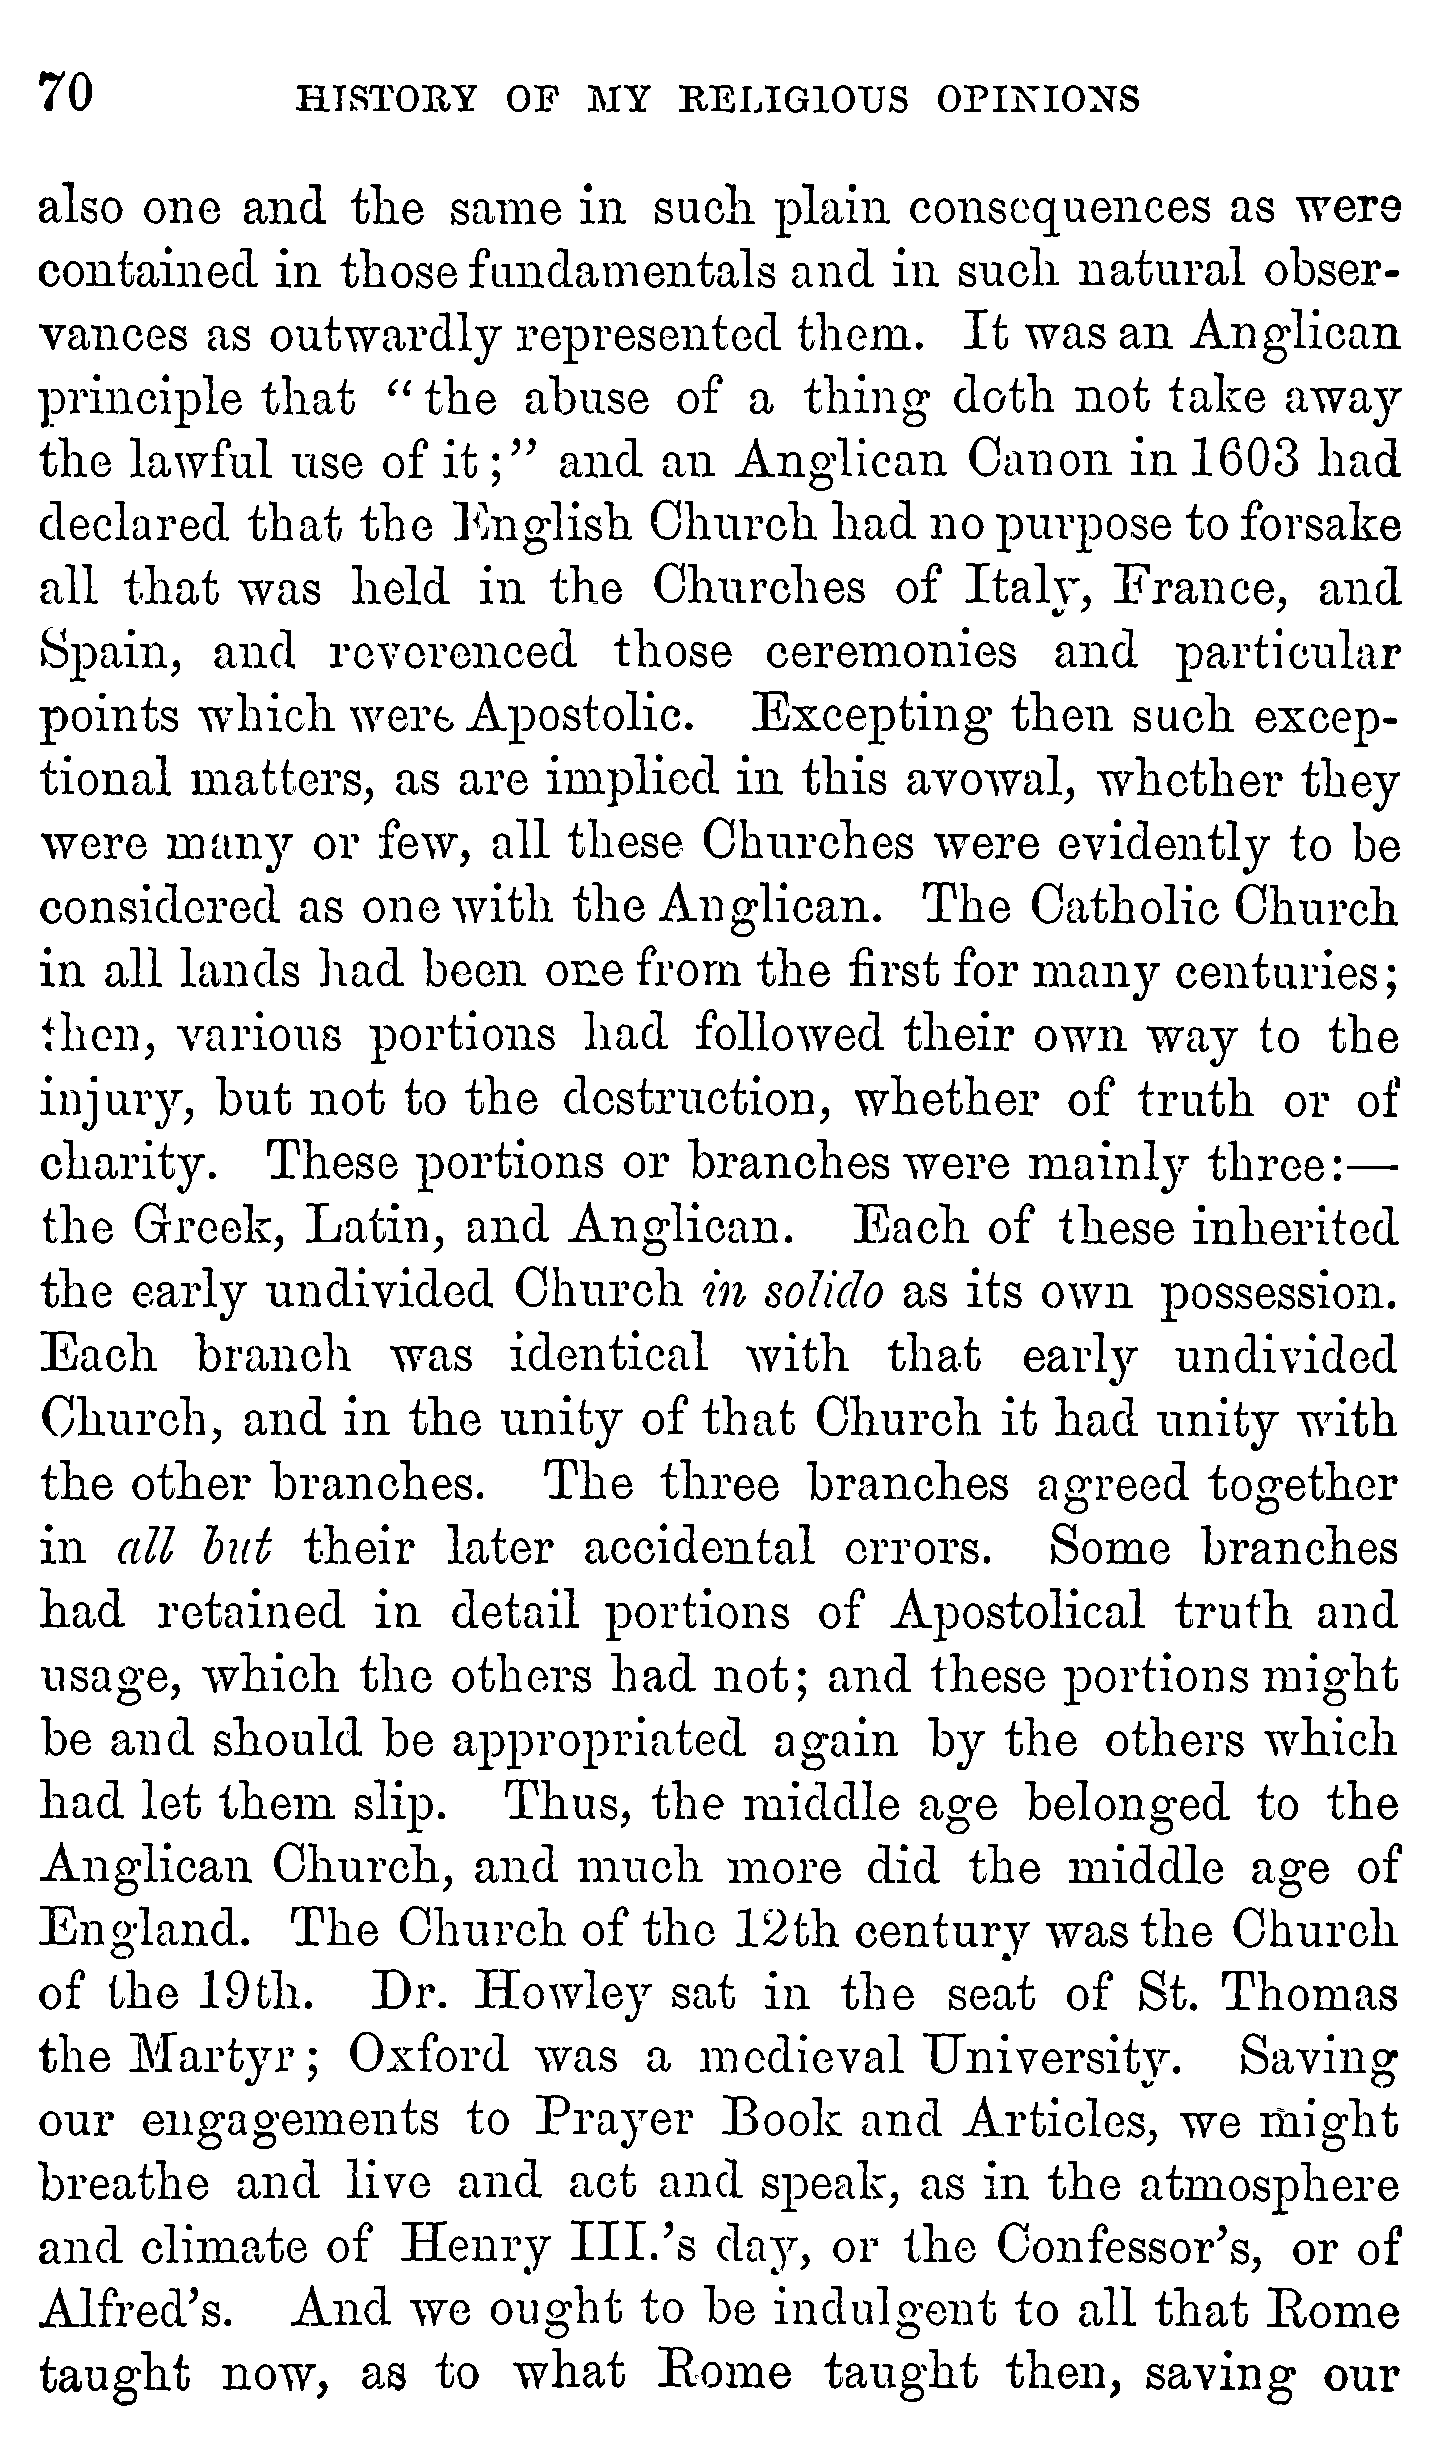 70 HISTORY OF MY RELIGIOUS OPINIONS
also one and the same in such plain consequences as were
contained in those fundamentals and in such natural obser-
vances as outwardly represented them. It was an Anglican
principle that "the abuse of a thing doth not take away
the lawful use of it;" and an Anglican Canon in 1603 had
declared that the English Church had no purpose to forsake
all that was held in the Churches of Italy, France, and
Spain, and reverenced those ceremonies and particular
points which were Apostolic. Excepting then such excep-
tional matters, as are implied in this avowal, whether they
were many or few, all these Churches were evidently to be
considered as one with the Anglican. The Catholic Church
in all lands had been one from the first for many centuries;
then, various portions had followed their own way to the
injury, but not to the destruction, whether of truth or of
charity. These portions or branches were mainly three:—
the Greek, Latin, and Anglican. Each of these inherited
the early undivided Church in solido as its own possession.
Each branch was identical with that early undivided
Church, and in the unity of that Church it had unity with
the other branches. The three branches agreed together
in all but their later accidental errors. Some branches
had retained in detail portions of Apostolical truth and
usage, which the others had not; and these portions might
be and should be appropriated again by the others which
had let them slip. Thus, the middle age belonged to the
Anglican Church, and much more did the middle age of
England. The Church of the 12th century was the Church
of the 19th. Dr. Howley sat in the seat of St. Thomas
the Martyr; Oxford was a medieval University. Saving
our engagements to Prayer Book and Articles, we might
breathe and live and act and speak, as in the atmosphere
and climate of Henry III.'s day, or the Confessor's, or of
Alfred's. And we ought to be indulgent to all that Rome
taught now, as to what Rome taught then, saving our